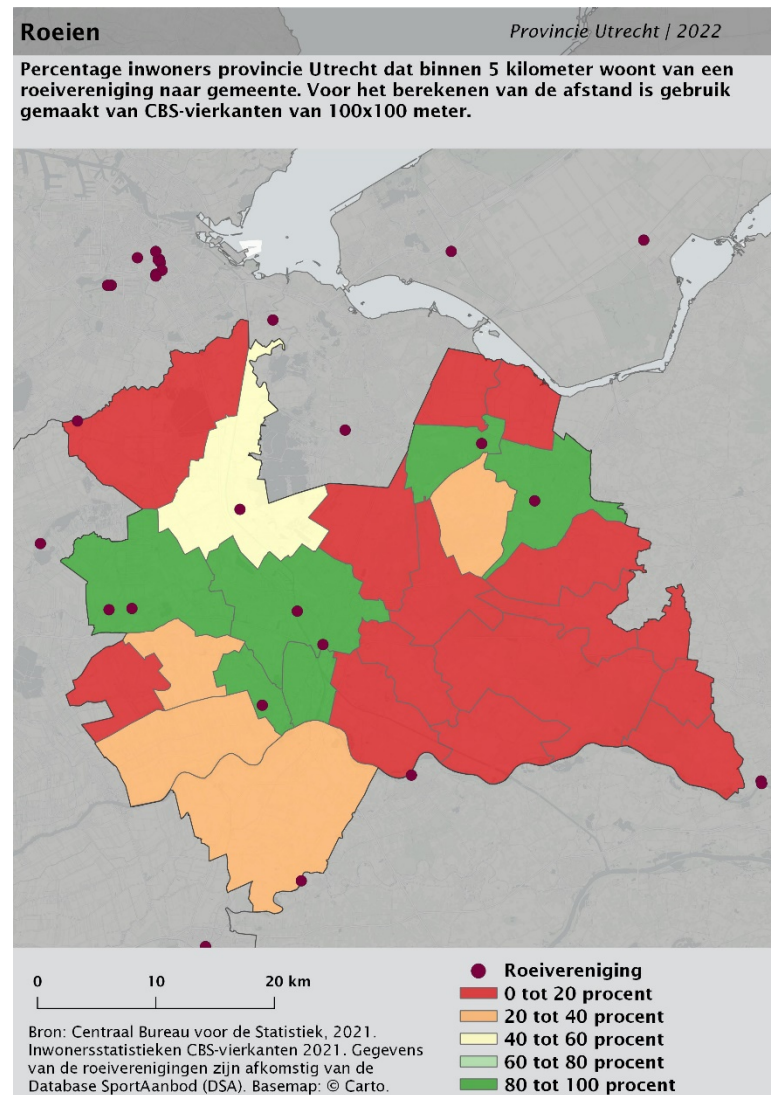 Roeien
Provincie Utrecht | 2022
Percentage inwoners provincie Utrecht dat binnen 5 kilometer woont van een
roeivereniging naar gemeente. Voor het berekenen van de afstand is gebruik
gemaakt van CBS-vierkanten van 100x100 meter.
0 10 20 km
Bron: Centraal Bureau voor de Statistiek, 2021.
Inwonersstatistieken CBS-vierkanten 2021. Gegevens
van de roeiverenigingen zijn afkomstig van de
Database SportAanbod (DSA). Basemap: © Carto.
Roeivereniging
0 tot 20 procent
20 tot 40 procent
40 tot 60 procent
60 tot 80 procent
80 tot 100 procent